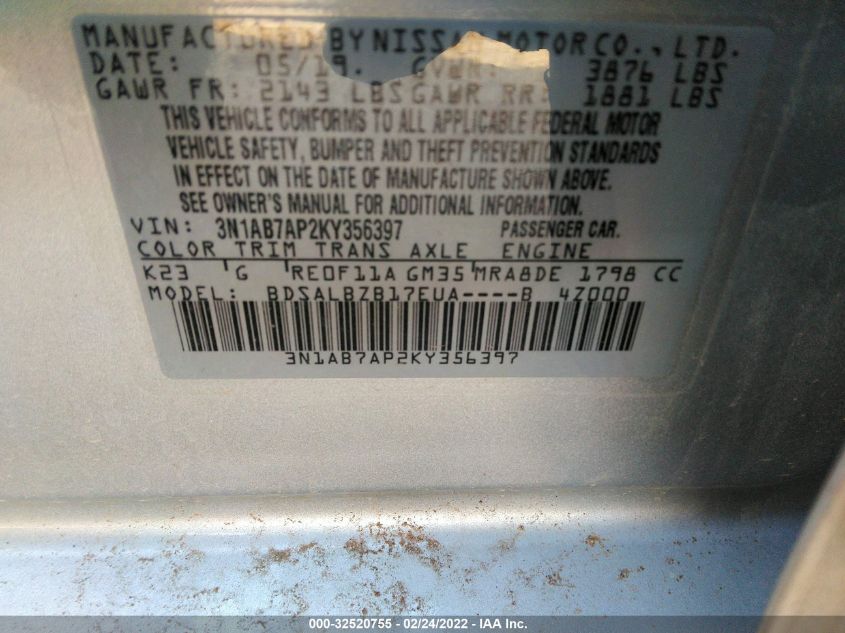 MANUFACTURED BY NISSAN MOTOR CO., LTD.
DATE: 05/19. GVWR: 3876 LBS
GAWR FR: 2143 LBS GAWR RR: 1881 LBS
THIS VEHICLE CONFORMS TO ALL APPLICABLE FEDERAL MOTOR
VEHICLE SAFETY, BUMPER AND THEFT PREVENTION STANDARDS
IN EFFECT ON THE DATE OF MANUFACTURE SHOWN ABOVE.
SEE OWNER'S MANUAL FOR ADDITIONAL INFORMATION.
VIN: 3N1AB7AP2KY356397 PASSENGER CAR.
COLOR TRIM TRANS AXLE ENGINE
K23 G RE0F11A GM35 MRA8DE 1798 CC
MODEL: BDSALBZB17EUA----B 4Z000
3N1AB7AP2KY356397
000-32520755 - 02/24/2022 - IAA Inc.